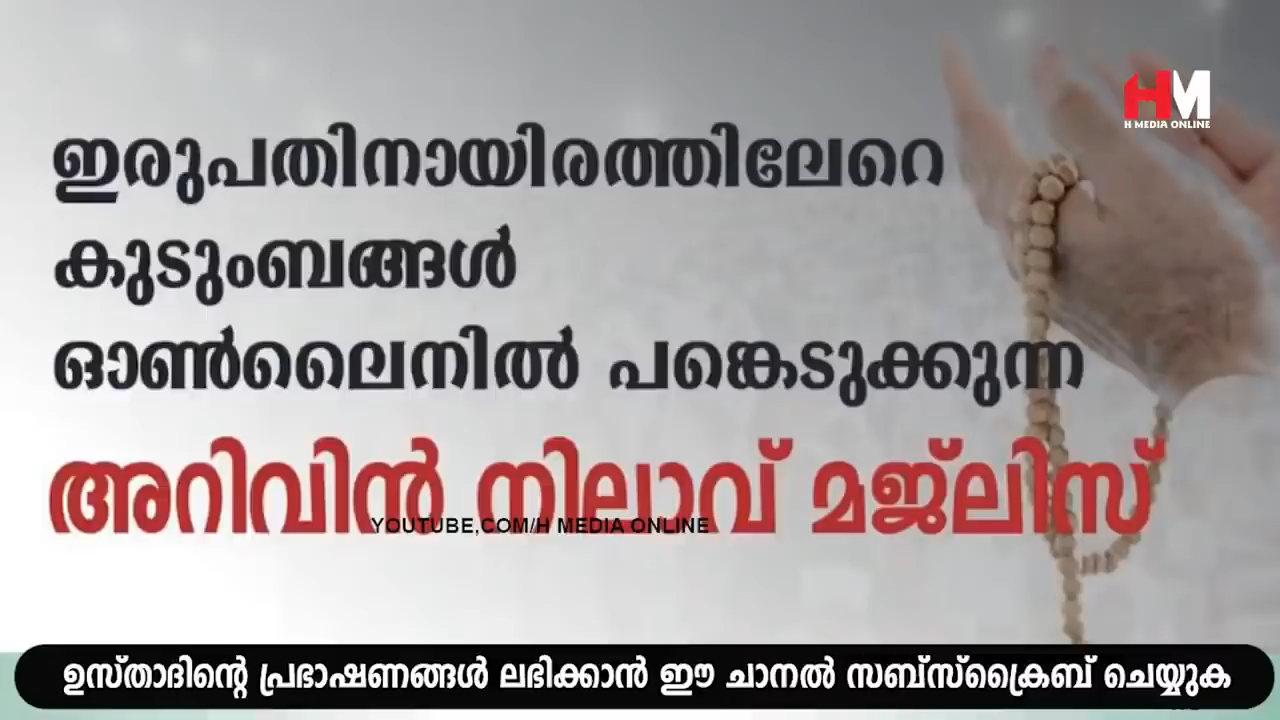 HM
H MEDIA ONLINE
ഇരുപതിനായിരത്തിലേറെ
കുടുംബങ്ങൾ
ഓൺലൈനിൽ പങ്കെടുക്കുന്ന
അറിവിൻ നിലാവ് മജ്ലിസ്
YOUTUBE,COM/H MEDIA ONLINE
ഉസ്താദിന്റെ പ്രഭാഷണങ്ങൾ ലഭിക്കാൻ ഈ ചാനൽ സബ്സ്ക്രൈബ് ചെയ്യുക